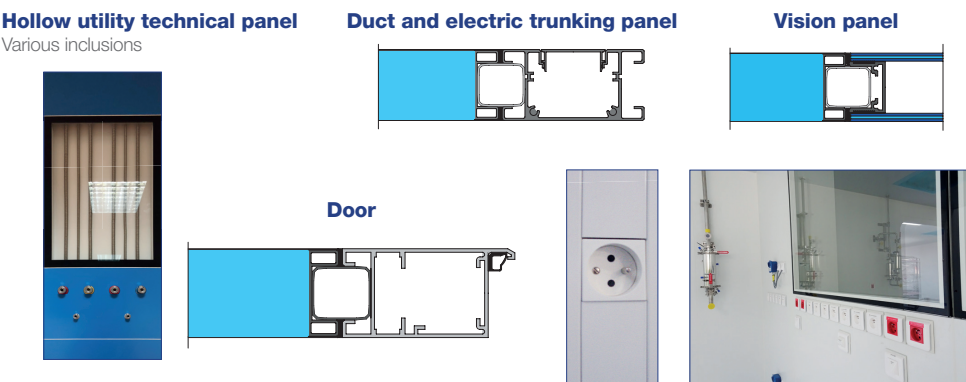 Hollow utility technical panel
Various inclusions
Duct and electric trunking panel
Vision panel
Door